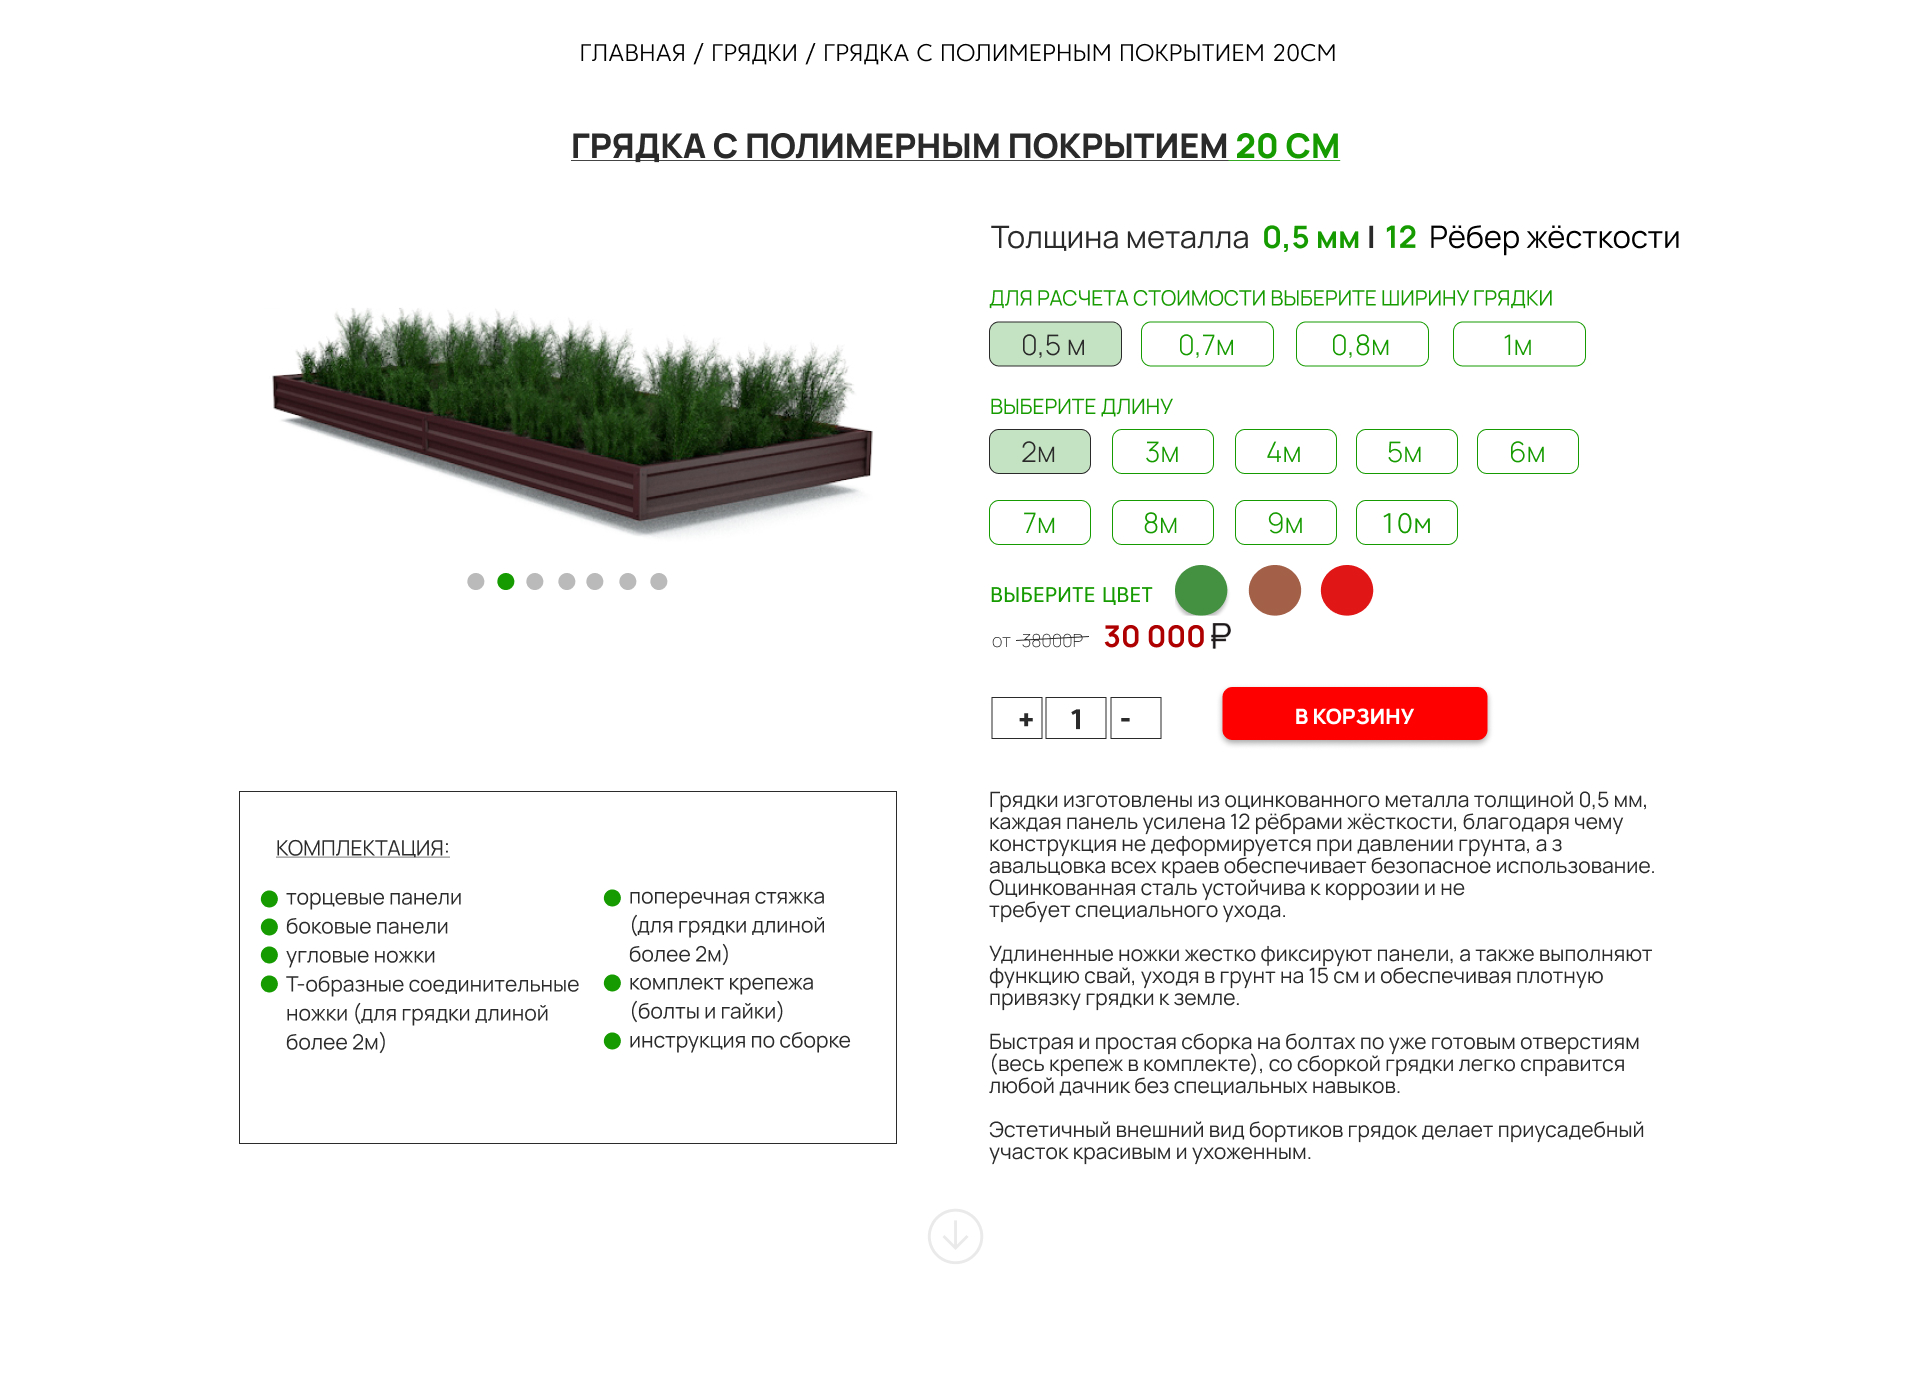 ГЛАВНАЯ / ГРЯДКИ / ГРЯДКА С ПОЛИМЕРНЫМ ПОКРЫТИЕМ 20СМ
ГРЯДКА С ПОЛИМЕРНЫМ ПОКРЫТИЕМ 20 СМ
Толщина металла 0,5 мм I 12 Рёбер жёсткости
ДЛЯ РАСЧЕТА СТОИМОСТИ ВЫБЕРИТЕ ШИРИНУ ГРЯДКИ
0,5 м 0,7м 0,8м 1м
ВЫБЕРИТЕ ДЛИНУ
2м 3м 4м 5м 6м
7м 8м 9м 10м
ВЫБЕРИТЕ ЦВЕТ
от 38000Р 30 000 ₽
+ 1 -
В КОРЗИНУ
КОМПЛЕКТАЦИЯ:
торцевые панели
боковые панели
угловые ножки
Т-образные соединительные
ножки (для грядки длиной
более 2м)
поперечная стяжка
(для грядки длиной
более 2м)
комплект крепежа
(болты и гайки)
инструкция по сборке
Грядки изготовлены из оцинкованного металла толщиной 0,5 мм,
каждая панель усилена 12 рёбрами жёсткости, благодаря чему
конструкция не деформируется при давлении грунта, а з
авальцовка всех краев обеспечивает безопасное использование.
Оцинкованная сталь устойчива к коррозии и не
требует специального ухода.
Удлиненные ножки жестко фиксируют панели, а также выполняют
функцию свай, уходя в грунт на 15 см и обеспечивая плотную
привязку грядки к земле.
Быстрая и простая сборка на болтах по уже готовым отверстиям
(весь крепеж в комплекте), со сборкой грядки легко справится
любой дачник без специальных навыков.
Эстетичный внешний вид бортиков грядок делает приусадебный
участок красивым и ухоженным.